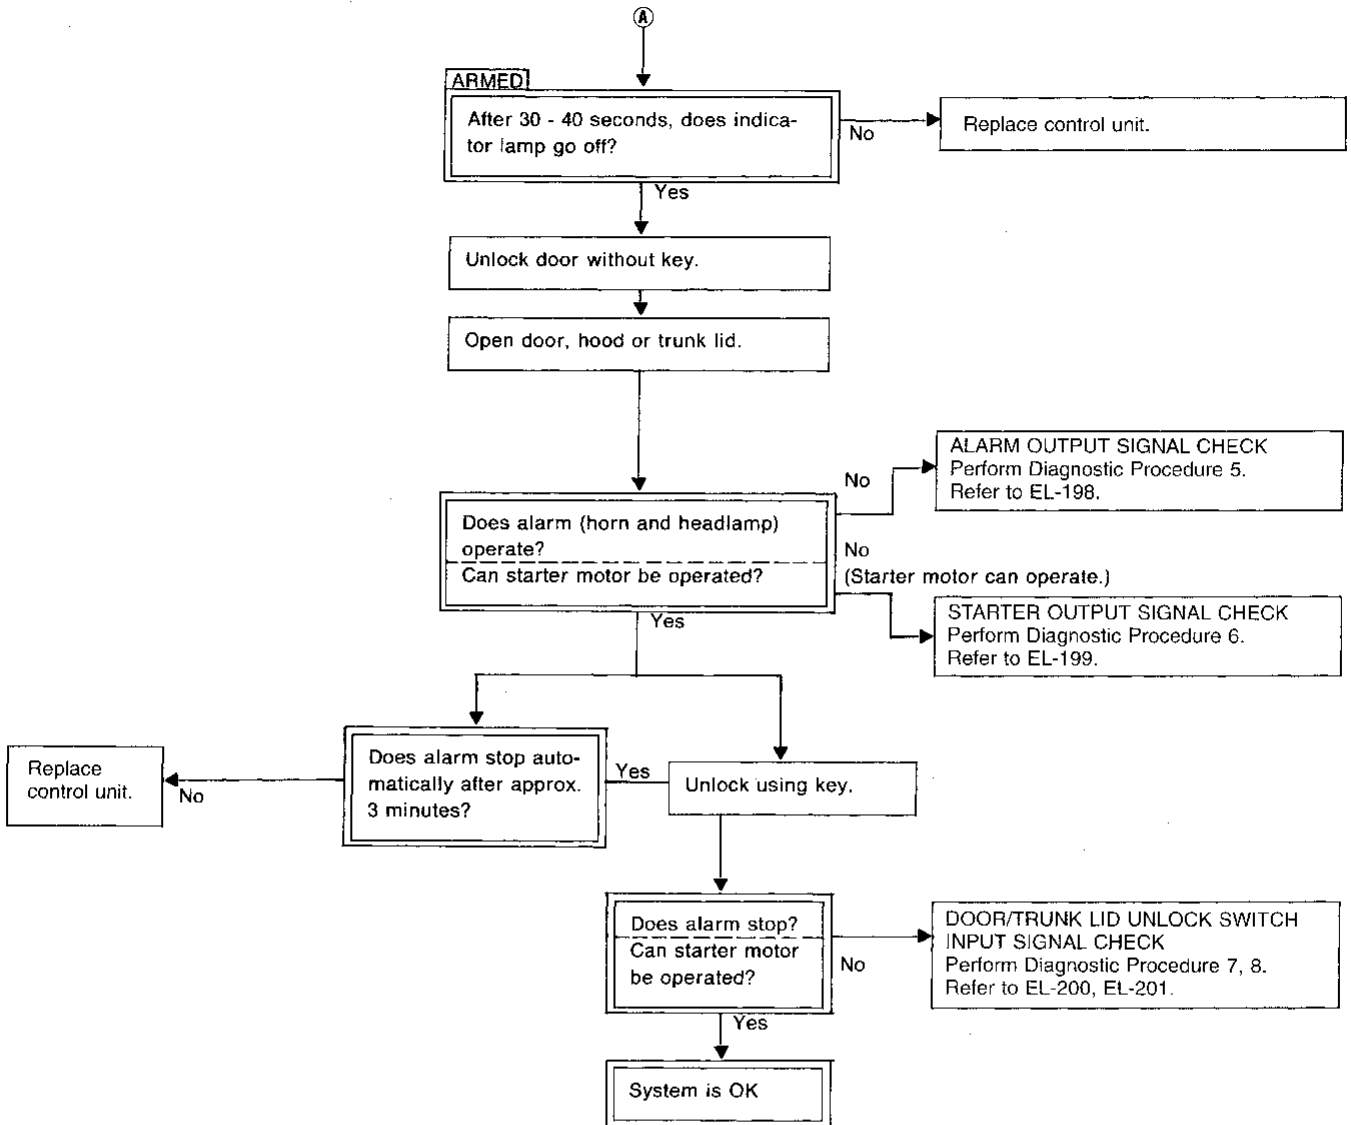 A
ARMED
After 30 - 40 seconds, does indica-
tor lamp go off?
No
Replace control unit.
Yes
Unlock door without key.
Open door, hood or trunk lid.
No
ALARM OUTPUT SIGNAL CHECK
Perform Diagnostic Procedure 5.
Refer to EL-198.
Does alarm (horn and headlamp)
operate?
Can starter motor be operated?
No
(Starter motor can operate.)
STARTER OUTPUT SIGNAL CHECK
Perform Diagnostic Procedure 6.
Refer to EL-199.
Yes
Replace
control unit.
No
Does alarm stop auto-
matically after approx.
3 minutes?
Yes
Unlock using key.
Does alarm stop?
Can starter motor
be operated?
No
DOOR/TRUNK LID UNLOCK SWITCH
INPUT SIGNAL CHECK
Perform Diagnostic Procedure 7, 8.
Refer to EL-200, EL-201.
Yes
System is OK